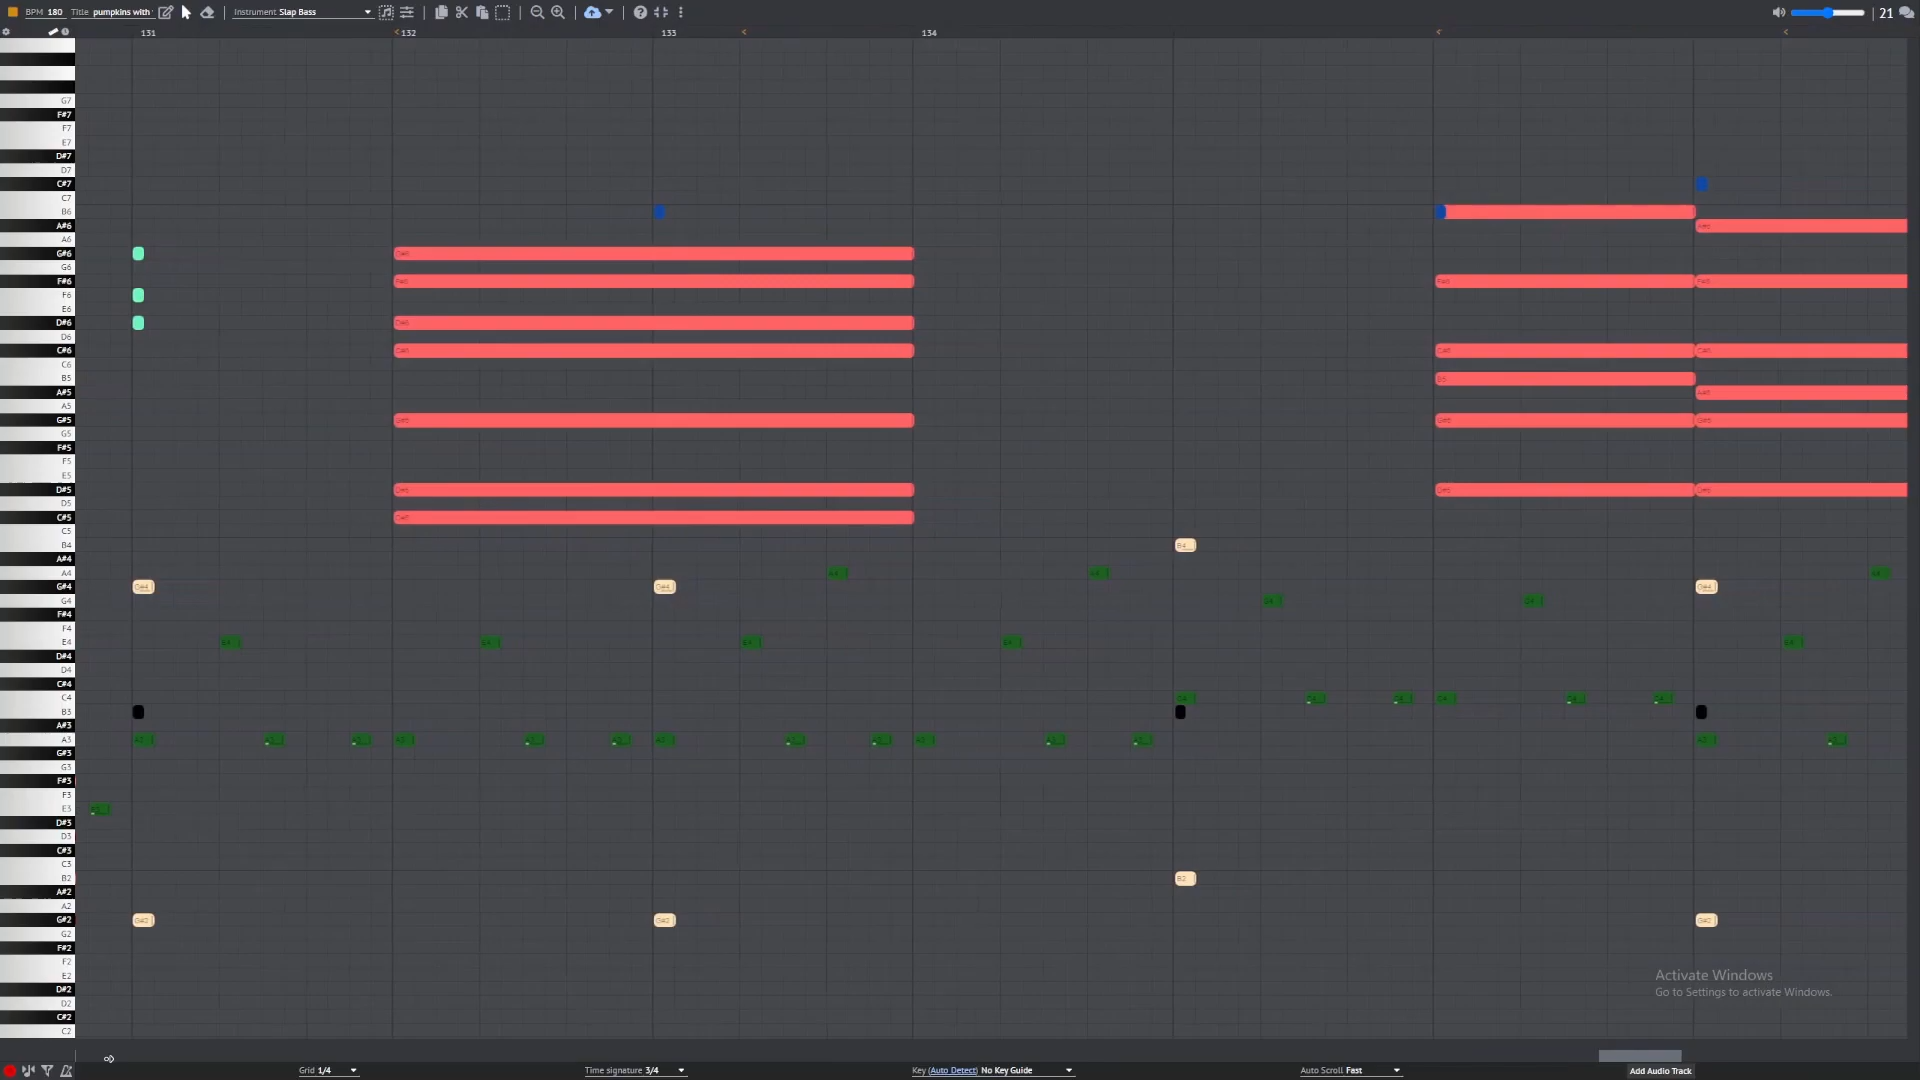 BPM 180 Title pumpkins with Instrument Slap Bass 21
131 132 133 134
G7
F#7
F7
E7
D#7
D7
C#7
C7
B6
A#6
A6
G#6
G6
F#6
F6
E6
D#6
D6
C#6
C6
B5
A#5
A5
G#5
G5
F#5
F5
E5
D#5
D5
C#5
C5
B4
A#4
A4
G#4
G4
F#4
F4
E4
D#4
D4
C#4
C4
B3
A#3
A3
G#3
G3
F#3
F3
E3
D#3
D3
C#3
C3
B2
A#2
A2
G#2
G2
F#2
F2
E2
D#2
D2
C#2
C2
Activate Windows
Go to Settings to activate Windows.
Grid 1/4 Time signature 3/4 Key (Auto Detect) No Key Guide Auto Scroll Fast Add Audio Track